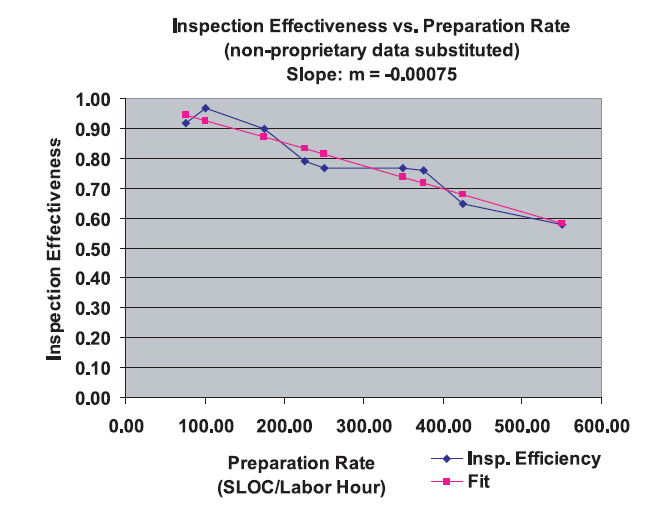 Inspection Effectiveness vs. Preparation Rate
(non-proprietary data substituted)
Slope: m = -0.00075
Inspection Effectiveness
1.00
0.90
0.80
0.70
0.60
0.50
0.40
0.30
0.20
0.10
0.00
0.00 100.00 200.00 300.00 400.00 500.00 600.00
Preparation Rate
(SLOC/Labor Hour)
Insp. Efficiency
Fit